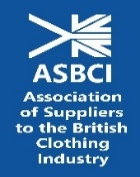 ASBCI
Association
of Suppliers
to the British
Clothing
Industry